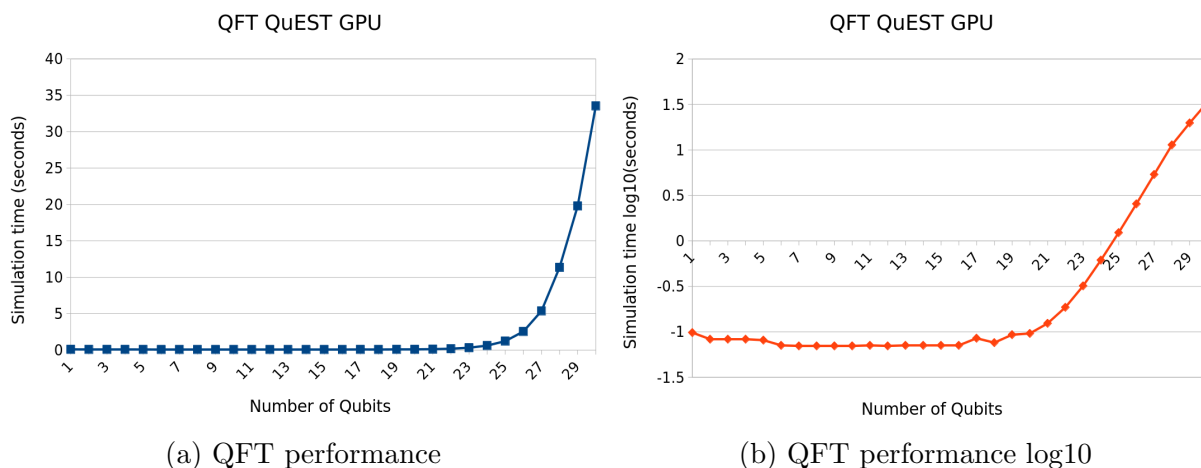 QFT QuEST GPU
Simulation time (seconds)
40
35
30
25
20
15
10
5
0
1 3 5 7 9 11 13 15 17 19 21 23 25 27 29
Number of Qubits
(a) QFT performance
QFT QuEST GPU
Simulation time log10(seconds)
2
1.5
1
0.5
0
-0.5
-1
-1.5
1 3 5 7 9 11 13 15 17 19 21 23 25 27 29
Number of Qubits
(b) QFT performance log10